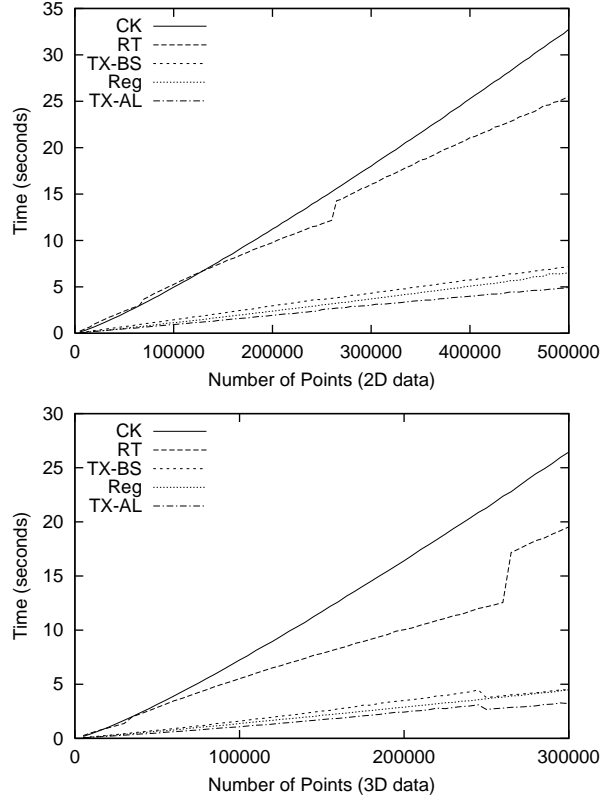 35
30
25
20
15
10
5
0
Time (seconds)
CK
RT
TX-BS
Reg
TX-AL
0 100000 200000 300000 400000 500000
Number of Points (2D data)
30
25
20
15
10
5
0
Time (seconds)
CK
RT
TX-BS
Reg
TX-AL
0 100000 200000 300000
Number of Points (3D data)